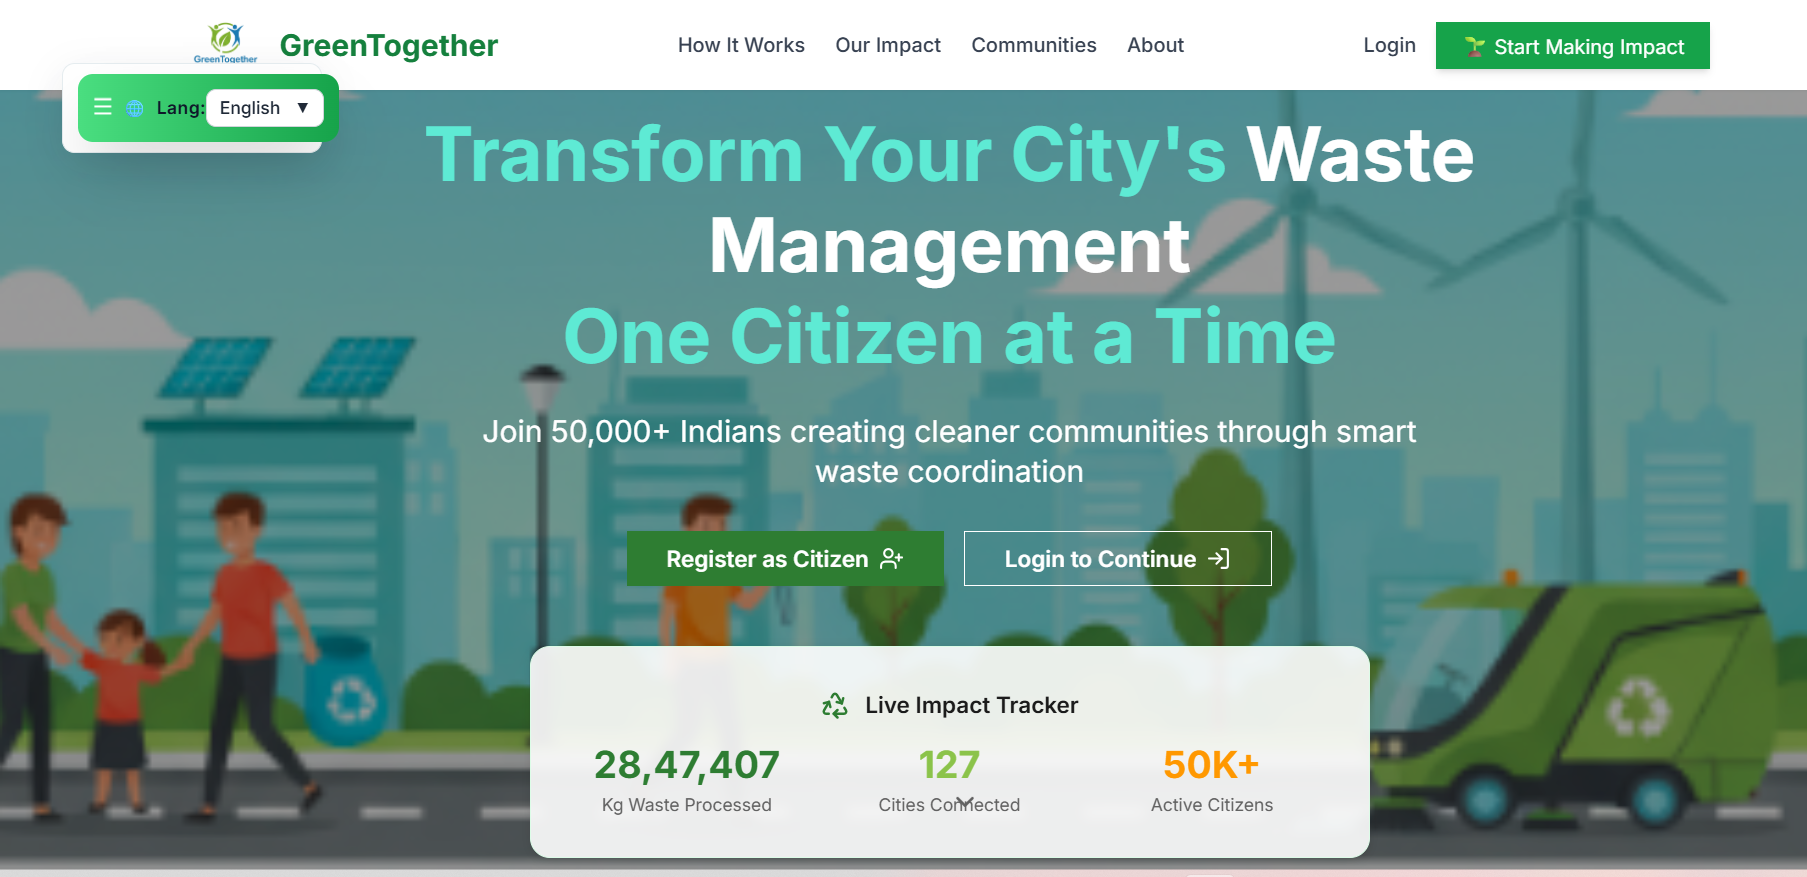 GreenTogether
GreenTogether
How It Works
Our Impact
Communities
About
Login
Start Making Impact
Lang:
English
Transform Your City's Waste
Management
One Citizen at a Time
Join 50,000+ Indians creating cleaner communities through smart
waste coordination
Register as Citizen
Login to Continue
Live Impact Tracker
28,47,407
127
50K+
Kg Waste Processed
Cities Connected
Active Citizens